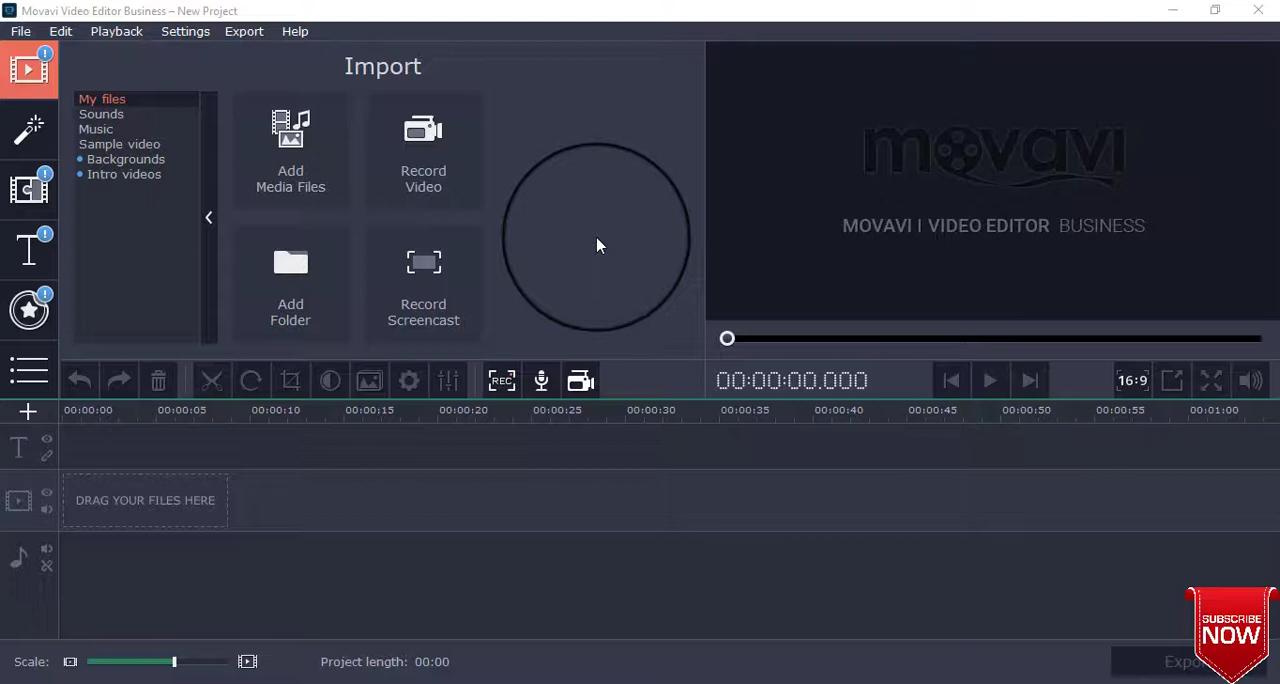 Movavi Video Editor Business – New Project
File Edit Playback Settings Export Help
Import
My files
Sounds
Music
Sample video
Backgrounds
Intro videos
Add
Media Files
Record
Video
Add
Folder
Record
Screencast
movavi
MOVAVI | VIDEO EDITOR BUSINESS
REC
00:00:00.000
16:9
00:00:00 00:00:05 00:00:10 00:00:15 00:00:20 00:00:25 00:00:30 00:00:35 00:00:40 00:00:45 00:00:50 00:00:55 00:01:00
DRAG YOUR FILES HERE
Scale:
Project length: 00:00
SUBSCRIBE
NOW